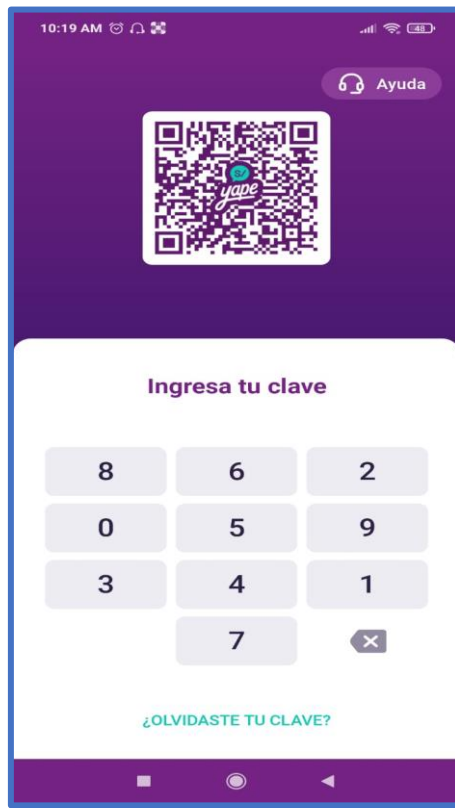 10:19 AM 48
Ayuda
S/
yape
Ingresa tu clave
8 6 2
0 5 9
3 4 1
7
¿OLVIDASTE TU CLAVE?